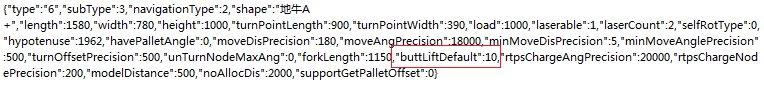 {"type":"6","subType":3,"navigationType":2,"shape":"地牛A
+","length":1580,"width":780,"height":1000,"turnPointLength":900,"turnPointWidth":390,"load":1000,"laserable":1,"laserCount":2,"selfRotType":0,
"hypotenuse":1962,"havePalletAngle":0,"moveDisPrecision":180,"moveAngPrecision":18000,"minMoveDisPrecision":5,"minMoveAnglePrecision"
:500,"turnOffsetPrecision":500,"unTurnNodeMaxAng":0,"forkLength":1150,"buttLiftDefault":10,"rtpsChargeAngPrecision":20000,"rtpsChargeNod
ePrecision":200,"modelDistance":500,"noAllocDis":2000,"supportGetPalletOffset":0}